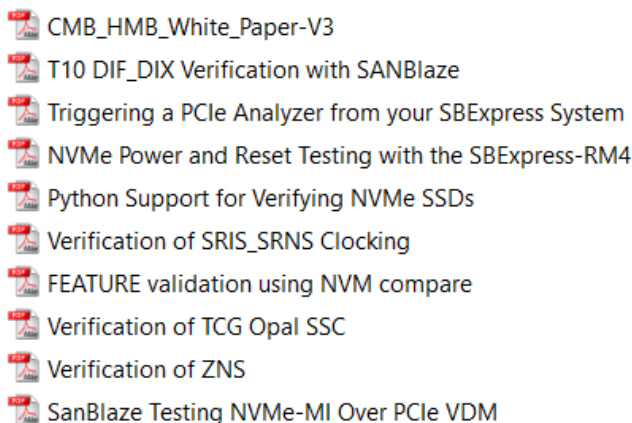 CMB_HMB_White_Paper-V3
T10 DIF_DIX Verification with SANBlaze
Triggering a PCIe Analyzer from your SBExpress System
NVMe Power and Reset Testing with the SBExpress-RM4
Python Support for Verifying NVMe SSDs
Verification of SRIS_SRNS Clocking
FEATURE validation using NVM compare
Verification of TCG Opal SSC
Verification of ZNS
SanBlaze Testing NVMe-MI Over PCIe VDM